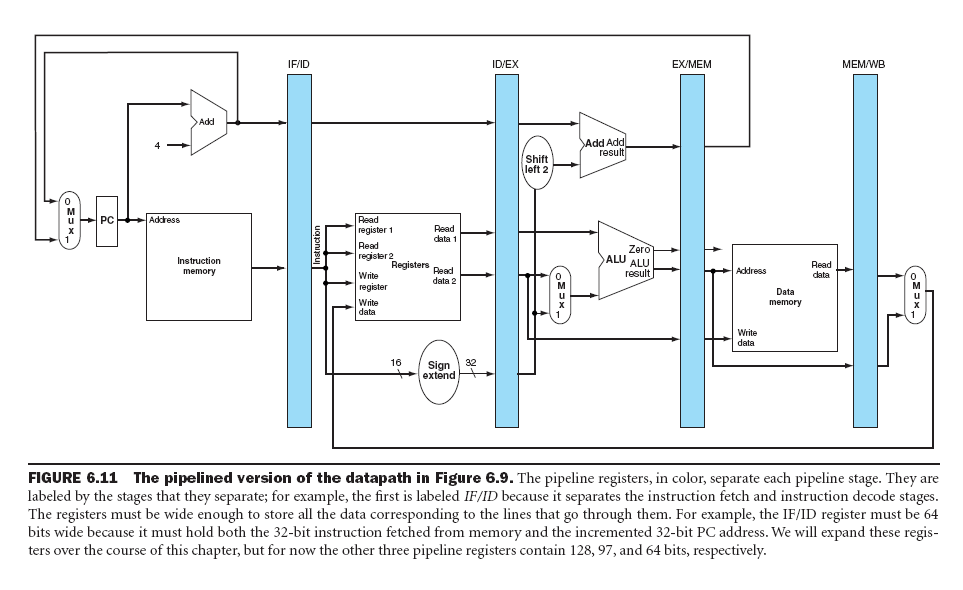 IF/ID
ID/EX
EX/MEM
MEM/WB
Add
4
Shift
left 2
Add Add
result
0
M
u
x
1
PC
Address
Instruction
memory
Instruction
Read
register 1
Read
register 2
Write
register
Write
data
Registers
Read
data 1
Read
data 2
16
Sign
extend
32
0
M
u
x
1
ALU
Zero
ALU
result
Address
Write
data
Data
memory
Read
data
0
M
u
x
1
FIGURE 6.11 The pipelined version of the datapath in Figure 6.9. The pipeline registers, in color, separate each pipeline stage. They are
labeled by the stages that they separate; for example, the first is labeled IF/ID because it separates the instruction fetch and instruction decode stages.
The registers must be wide enough to store all the data corresponding to the lines that go through them. For example, the IF/ID register must be 64
bits wide because it must hold both the 32-bit instruction fetched from memory and the incremented 32-bit PC address. We will expand these regis-
ters over the course of this chapter, but for now the other three pipeline registers contain 128, 97, and 64 bits, respectively.